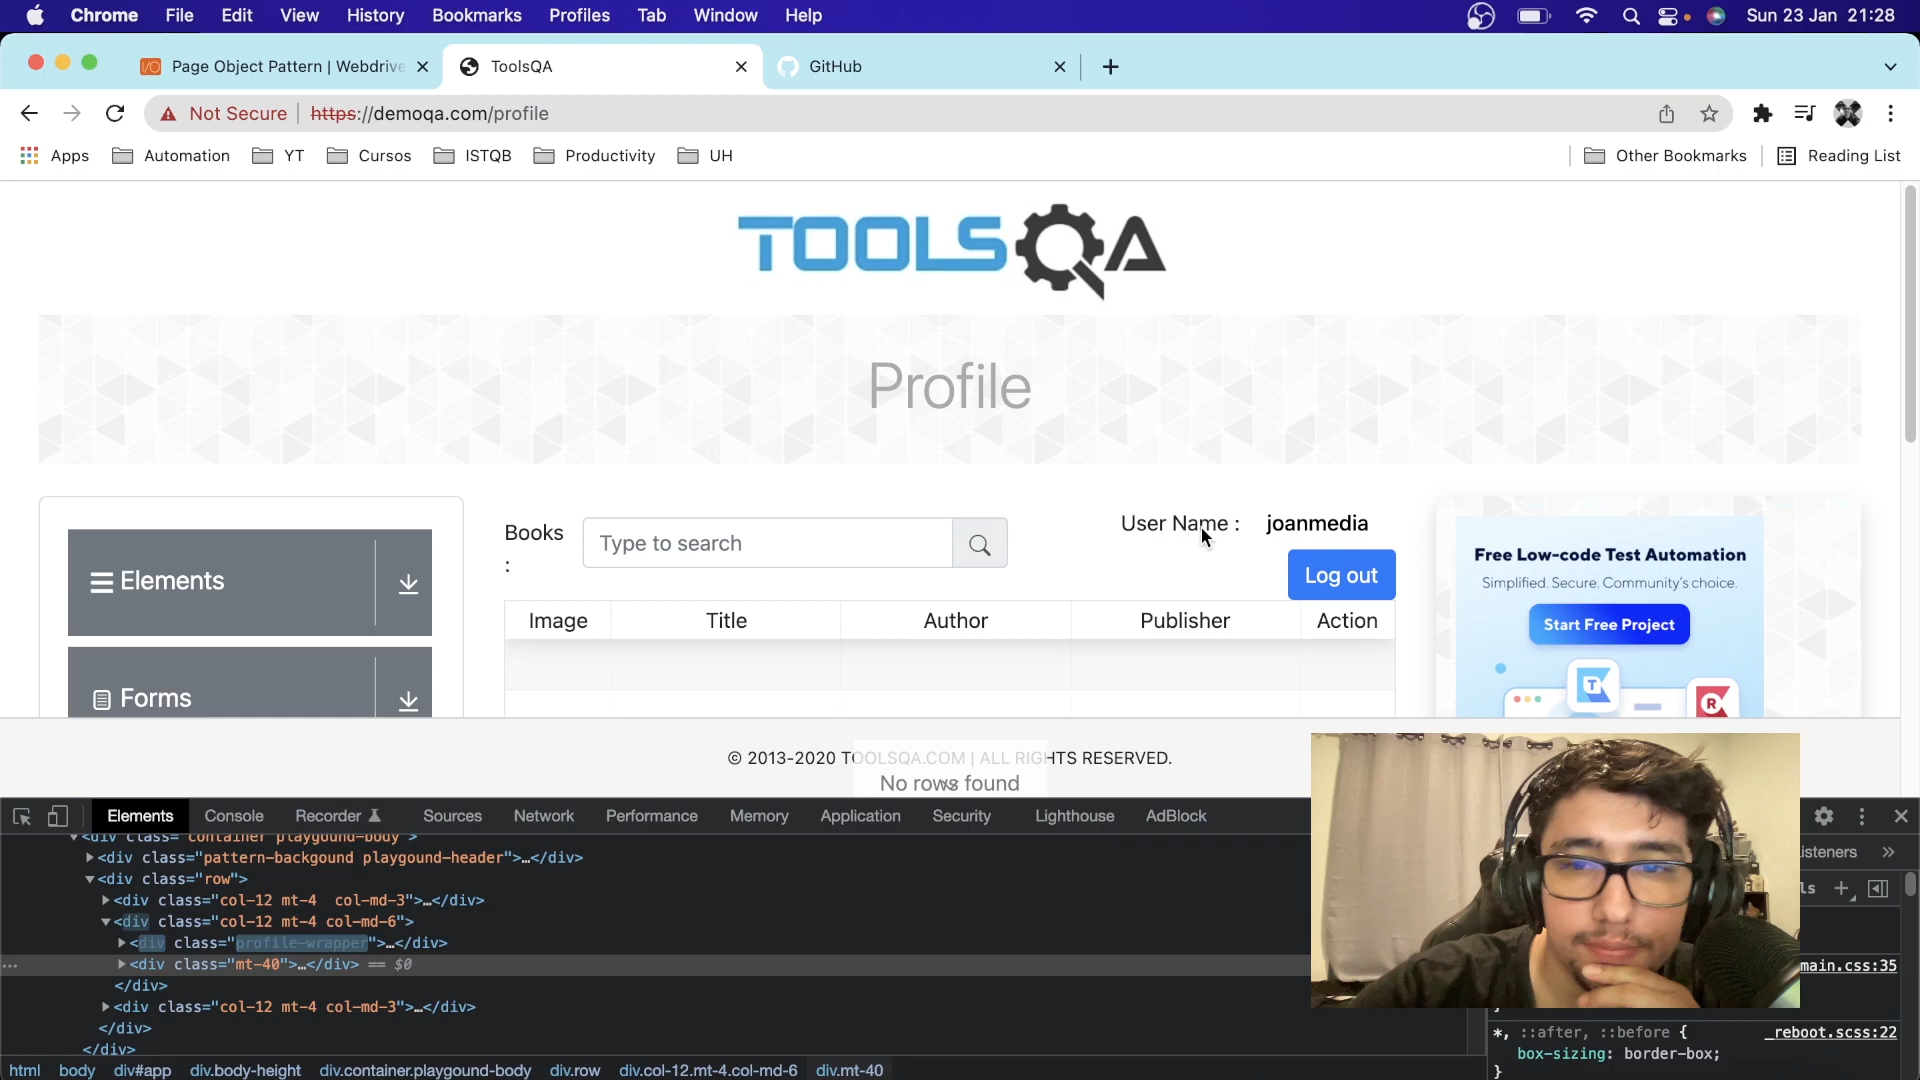 Chrome File Edit View History Bookmarks Profiles Tab Window Help Sun 23 Jan 21:28
Page Object Pattern | Webdrive ToolsQA GitHub
Not Secure https://demoqa.com/profile
Apps Automation YT Cursos ISTQB Productivity UH Other Bookmarks Reading List
TOOLSQA
Profile
Elements
Forms
Books
:
Type to search
User Name : joanmedia
Log out
Image Title Author Publisher Action
Free Low-code Test Automation
Simplified. Secure. Community's choice.
Start Free Project
T
R
© 2013-2020 TOOLSQA.COM | ALL RIGHTS RESERVED.
No rows found
Elements Console Recorder Sources Network Performance Memory Application Security Lighthouse AdBlock
<div class="container playgound-body">
<div class="pattern-backgound playgound-header">…</div>
<div class="row">
<div class="col-12 mt-4  col-md-3">…</div>
<div class="col-12 mt-4 col-md-6">
<div class="profile-wrapper">…</div>
<div class="mt-40">…</div> == $0
</div>
<div class="col-12 mt-4 col-md-3">…</div>
</div>
</div>
html body div#app div.body-height div.container.playgound-body div.row div.col-12.mt-4.col-md-6 div.mt-40
isteners »
ls +
main.css:35
}
*, ::after, ::before { _reboot.scss:22
box-sizing: border-box;
}